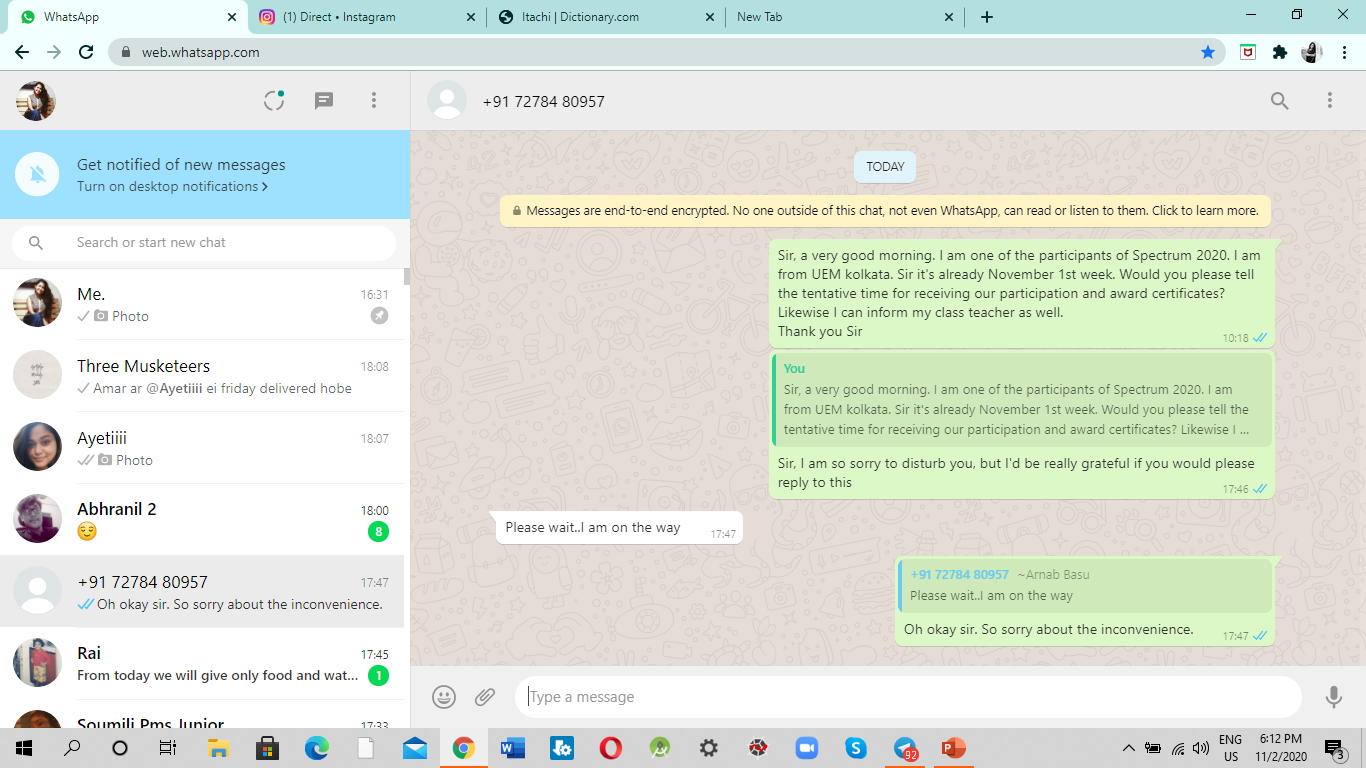 WhatsApp
(1) Direct • Instagram
Itachi | Dictionary.com
New Tab
web.whatsapp.com
+91 72784 80957
Get notified of new messages
Turn on desktop notifications >
Search or start new chat
Me.
16:31
Photo
Three Musketeers
18:08
Amar ar @Ayetiiii ei friday delivered hobe
Ayetiiii
18:07
Photo
Abhranil 2
18:00
8
+91 72784 80957
17:47
Oh okay sir. So sorry about the inconvenience.
Rai
17:45
From today we will give only food and wat...
1
Soumili Pms Junior
17:33
TODAY
Messages are end-to-end encrypted. No one outside of this chat, not even WhatsApp, can read or listen to them. Click to learn more.
Sir, a very good morning. I am one of the participants of Spectrum 2020. I am
from UEM kolkata. Sir it's already November 1st week. Would you please tell
the tentative time for receiving our participation and award certificates?
Likewise I can inform my class teacher as well.
Thank you Sir
10:18
You
Sir, a very good morning. I am one of the participants of Spectrum 2020. I am
from UEM kolkata. Sir it's already November 1st week. Would you please tell the
tentative time for receiving our participation and award certificates? Likewise I ...
Sir, I am so sorry to disturb you, but I'd be really grateful if you would please
reply to this
17:46
Please wait..I am on the way
17:47
+91 72784 80957 ~Arnab Basu
Please wait..I am on the way
Oh okay sir. So sorry about the inconvenience.
17:47
Type a message
92
ENG
US
6:12 PM
11/2/2020
3